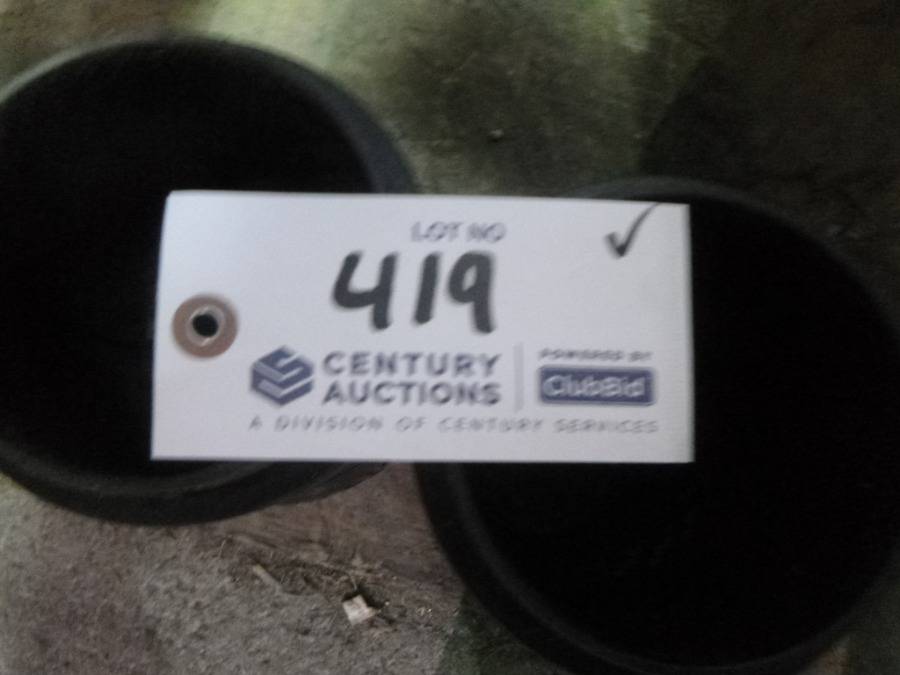 LOT NO
419 ✓
CENTURY
AUCTIONS
POWERED BY
ClubBid
A DIVISION OF CENTURY SERVICES